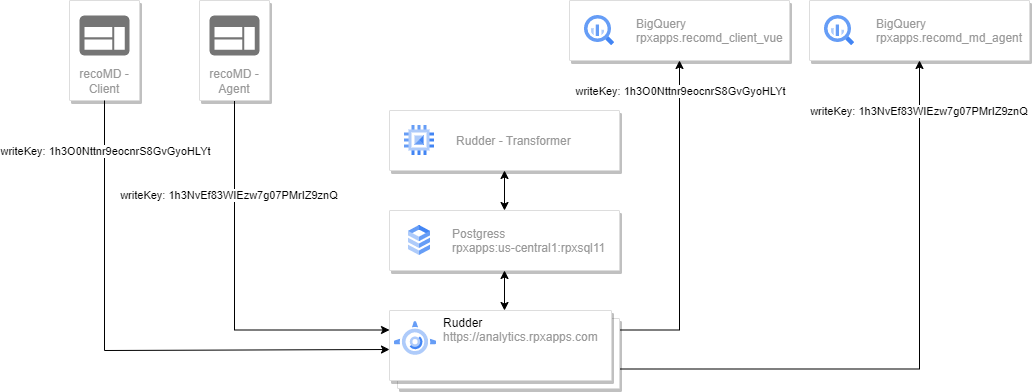 recoMD -
Client
recoMD -
Agent
BigQuery
rpxapps.recomd_client_vue
BigQuery
rpxapps.recomd_md_agent
writeKey: 1h3O0Nttnr9eocnrS8GvGyoHLYt
writeKey: 1h3NvEf83WIEzw7g07PMrIZ9znQ
Rudder - Transformer
writeKey: 1h3O0Nttnr9eocnrS8GvGyoHLYt
writeKey: 1h3NvEf83WIEzw7g07PMrIZ9znQ
Postgress
rpxapps:us-central1:rpxsql11
Rudder
https://analytics.rpxapps.com